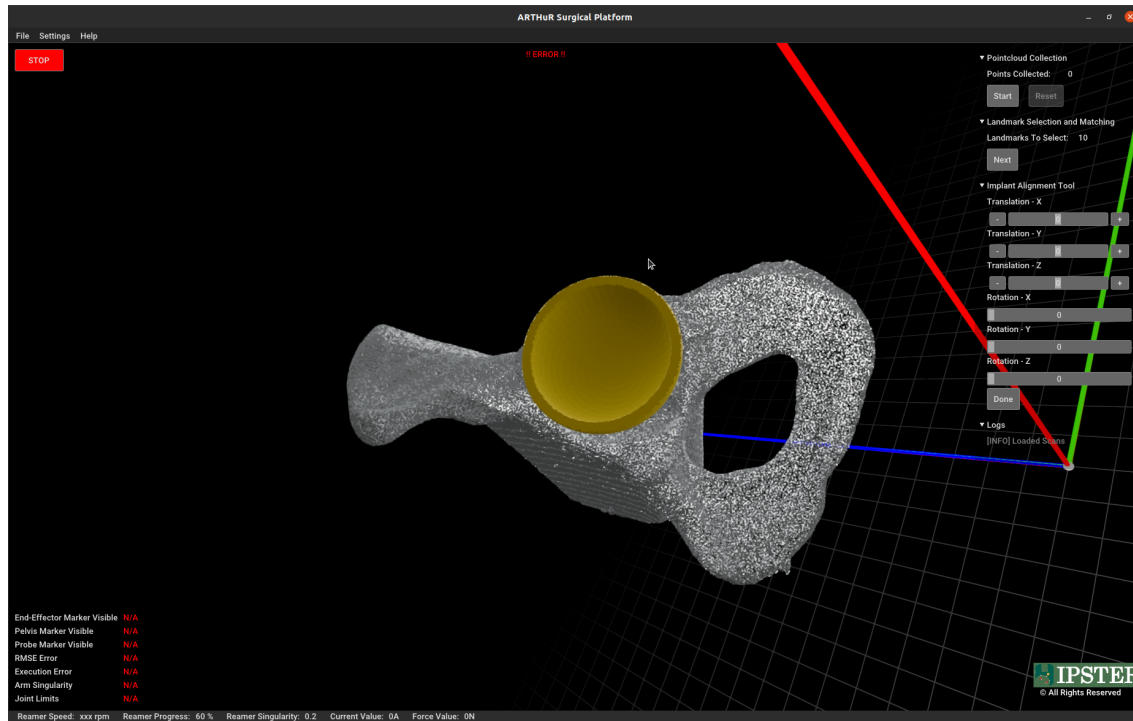 ARTHuR Surgical Platform
File Settings Help
STOP
!! ERROR !!
Pointcloud Collection
Points Collected: 0
Start Reset
Landmark Selection and Matching
Landmarks To Select: 10
Next
Implant Alignment Tool
Translation - X
- 0 +
Translation - Y
- 0 +
Translation - Z
- 0 +
Rotation - X
0
Rotation - Y
0
Rotation - Z
0
Done
Logs
[INFO] Loaded Scans
End-Effector Marker Visible N/A
Pelvis Marker Visible N/A
Probe Marker Visible N/A
RMSE Error N/A
Execution Error N/A
Arm Singularity N/A
Joint Limits N/A
IPSTER
© All Rights Reserved
Reamer Speed: xxx rpm Reamer Progress: 60 % Reamer Singularity: 0.2 Current Value: 0A Force Value: 0N